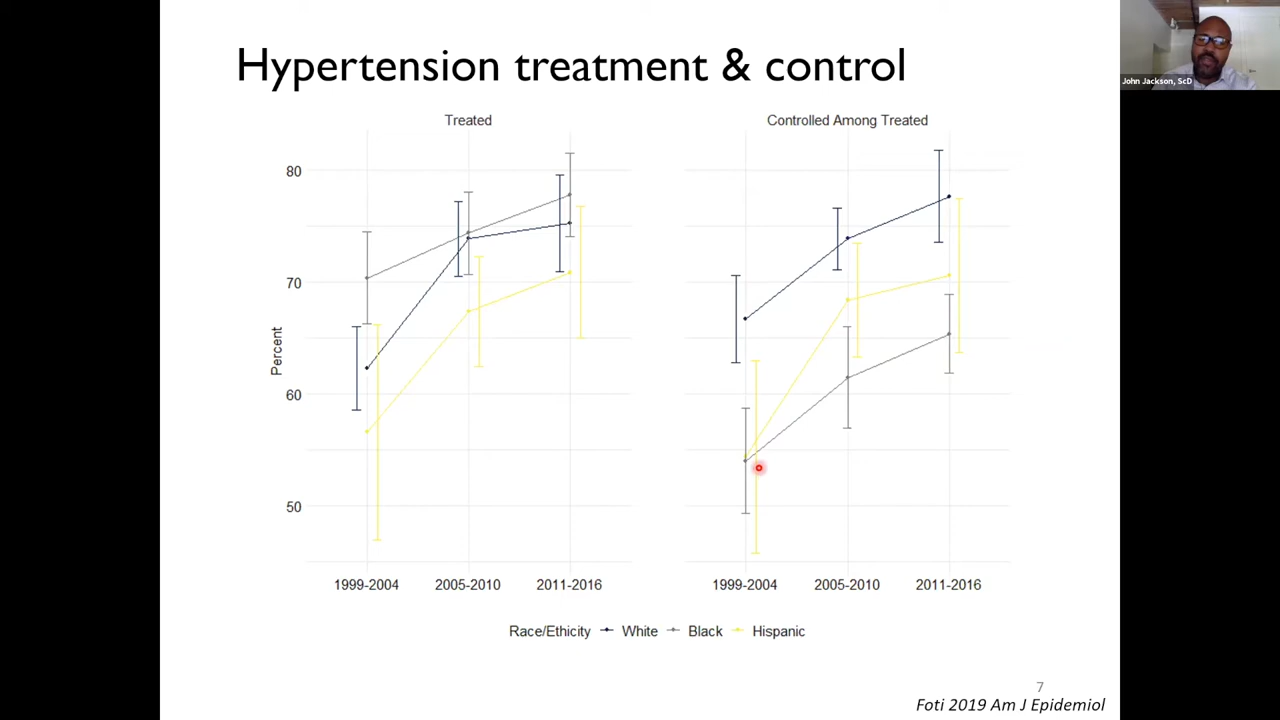 Hypertension treatment & control
John Jackson, ScD
Treated
Controlled Among Treated
80
70
60
50
Percent
1999-2004
2005-2010
2011-2016
1999-2004
2005-2010
2011-2016
Race/Ethicity White Black Hispanic
7
Foti 2019 Am J Epidemiol